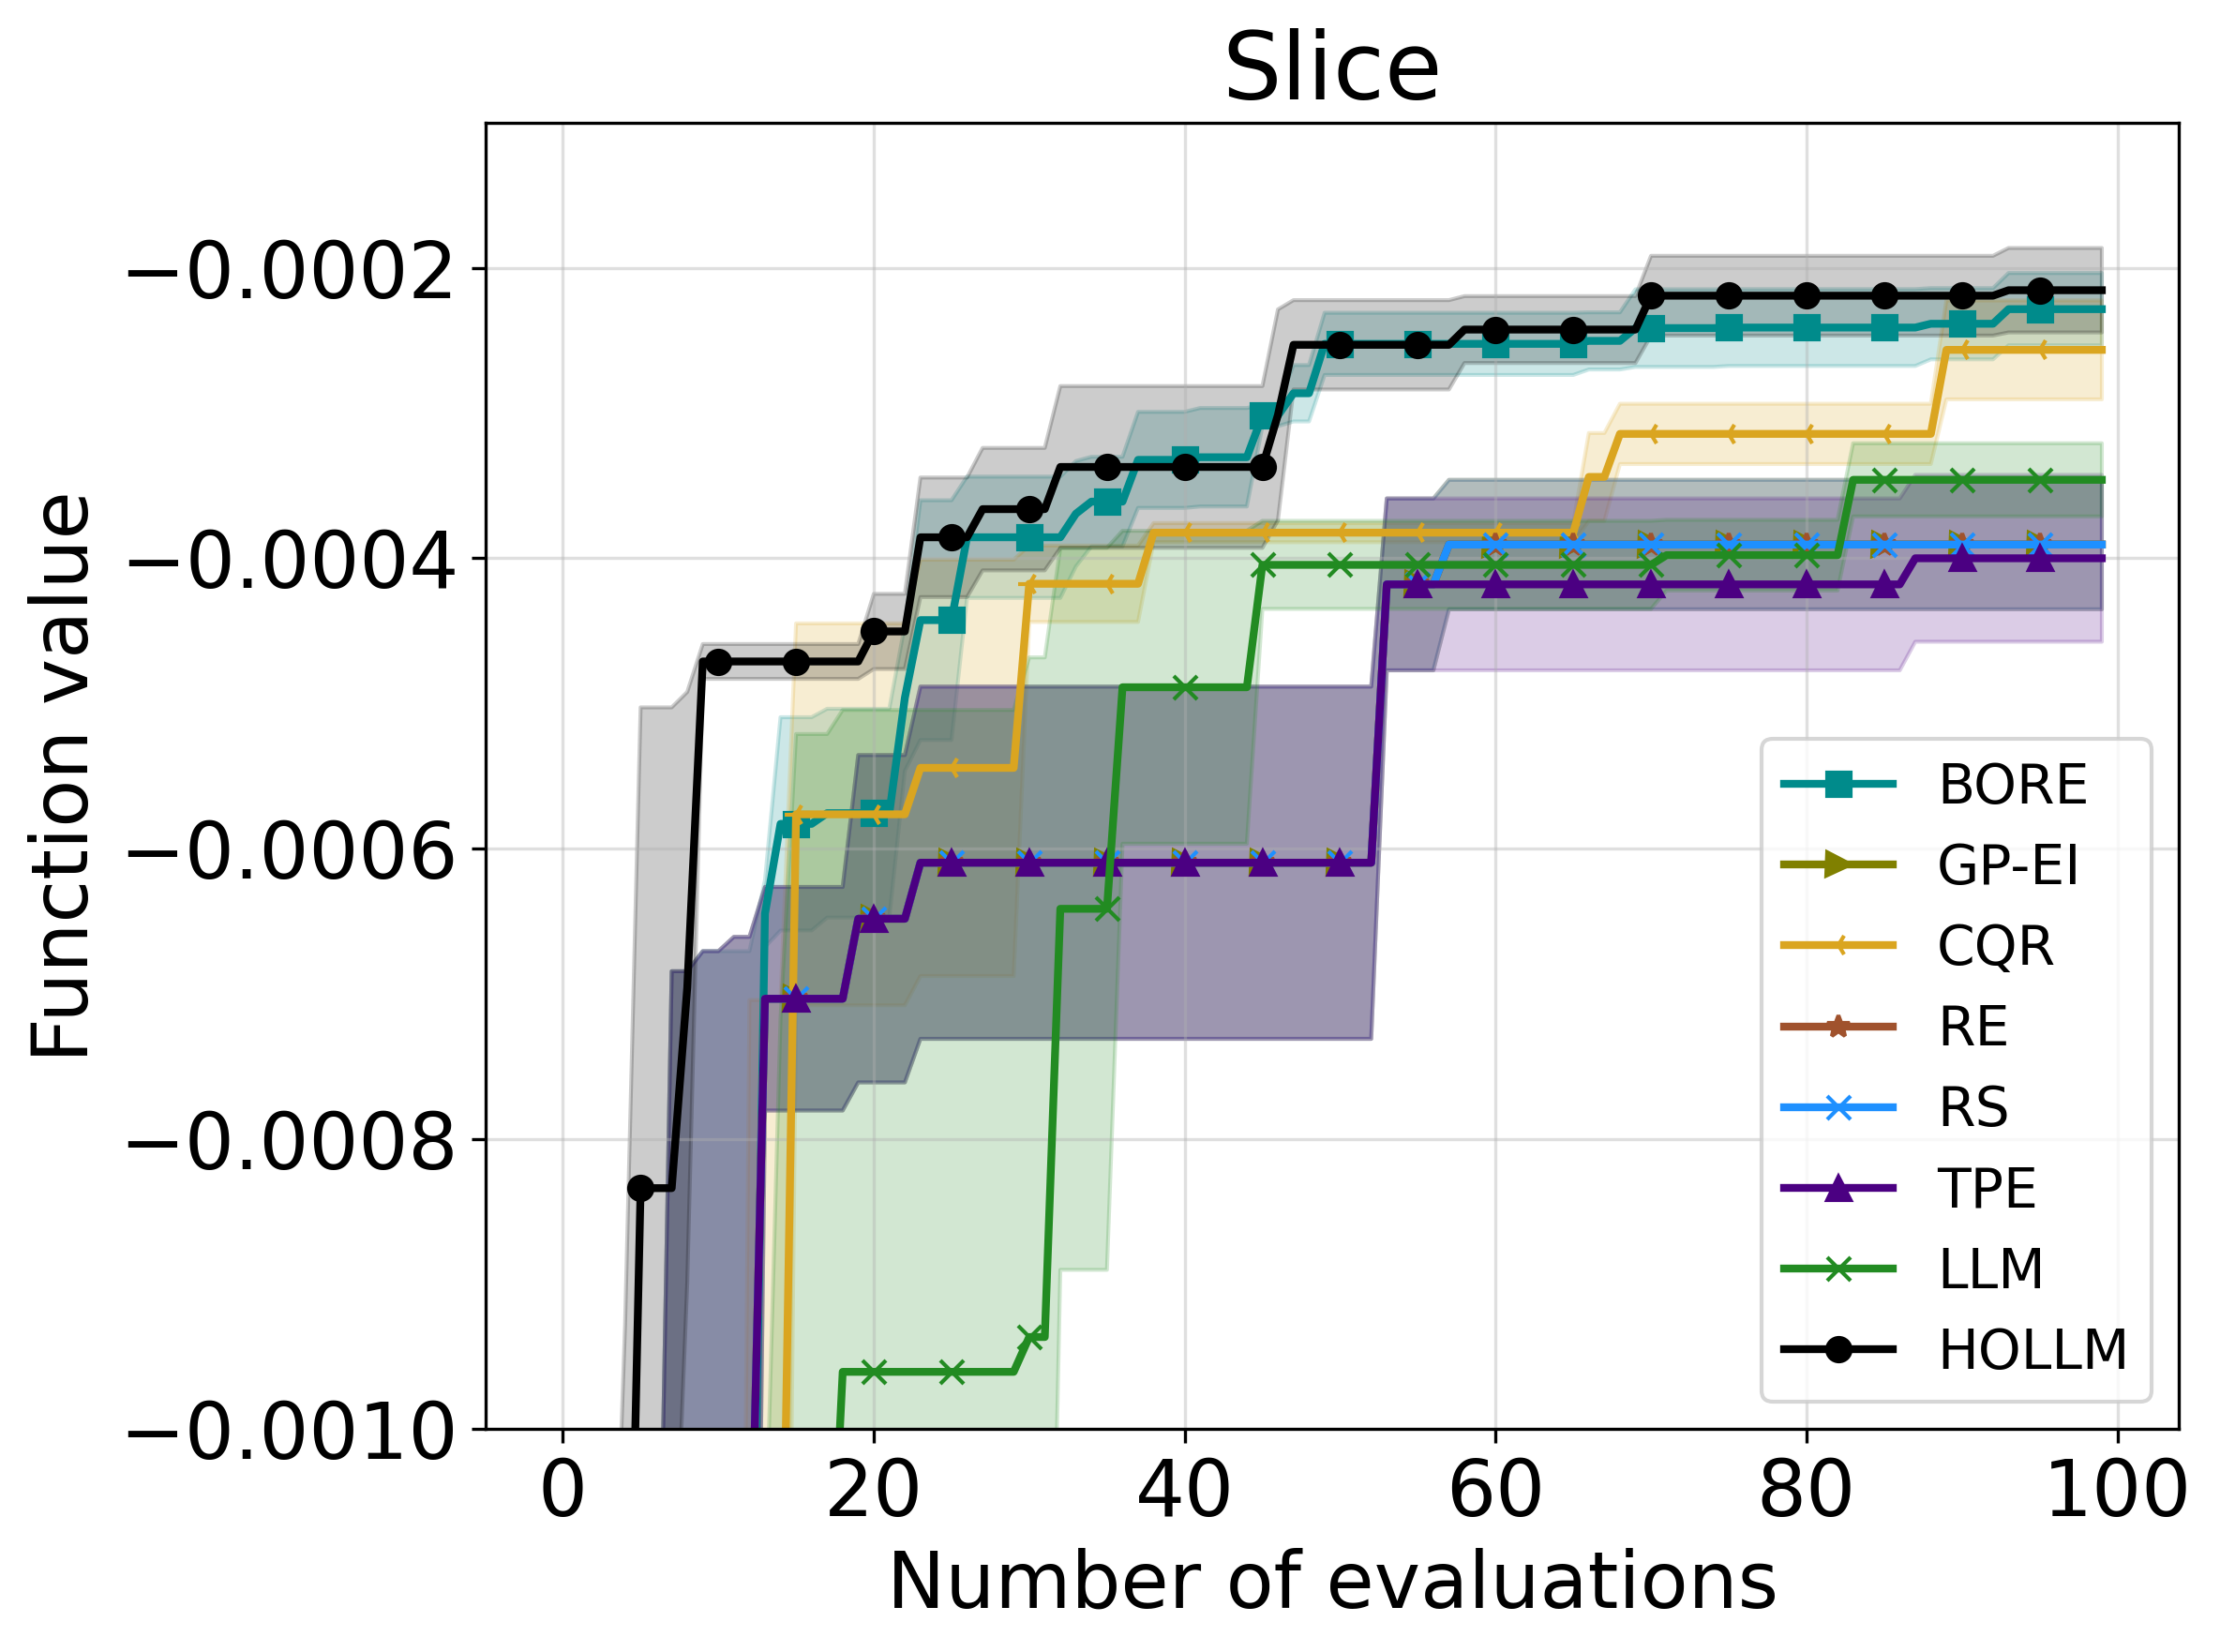 Slice
Function value
−0.0002
−0.0004
−0.0006
−0.0008
−0.0010
0 20 40 60 80 100
Number of evaluations
BORE
GP-EI
CQR
RE
RS
TPE
LLM
HOLLM